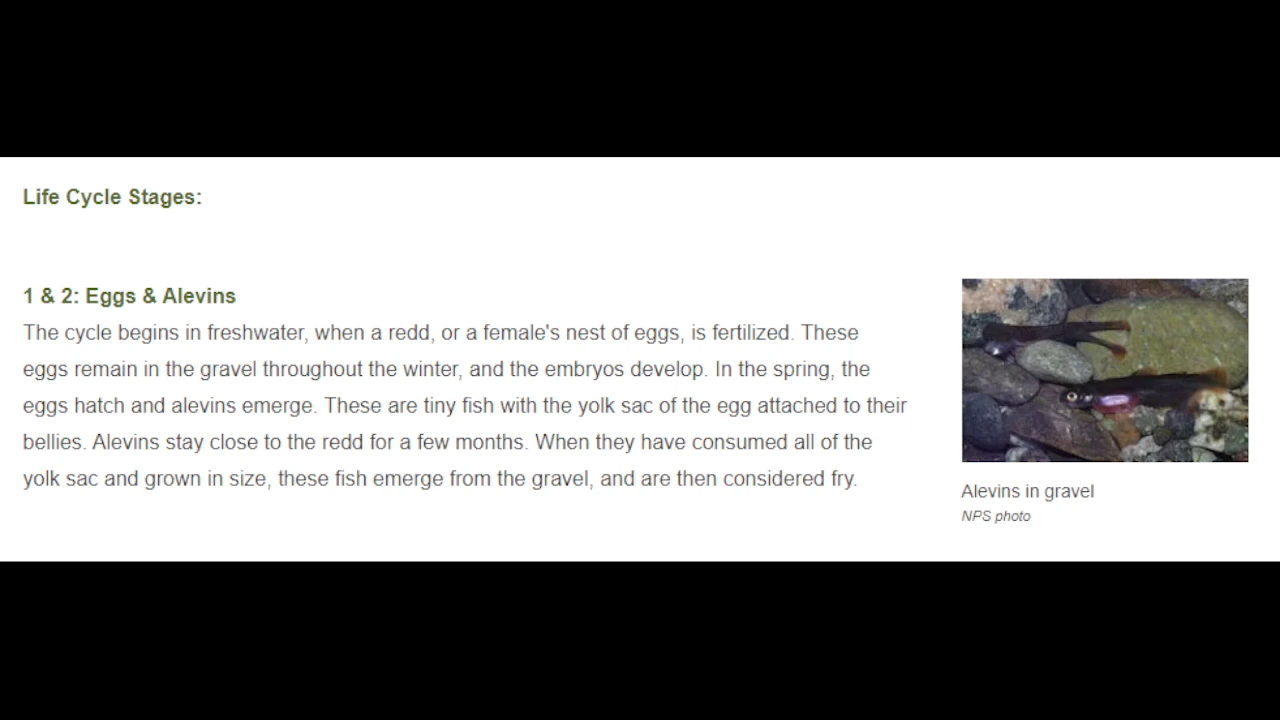 Life Cycle Stages:
1 & 2: Eggs & Alevins
The cycle begins in freshwater, when a redd, or a female's nest of eggs, is fertilized. These
eggs remain in the gravel throughout the winter, and the embryos develop. In the spring, the
eggs hatch and alevins emerge. These are tiny fish with the yolk sac of the egg attached to their
bellies. Alevins stay close to the redd for a few months. When they have consumed all of the
yolk sac and grown in size, these fish emerge from the gravel, and are then considered fry.
Alevins in gravel
NPS photo